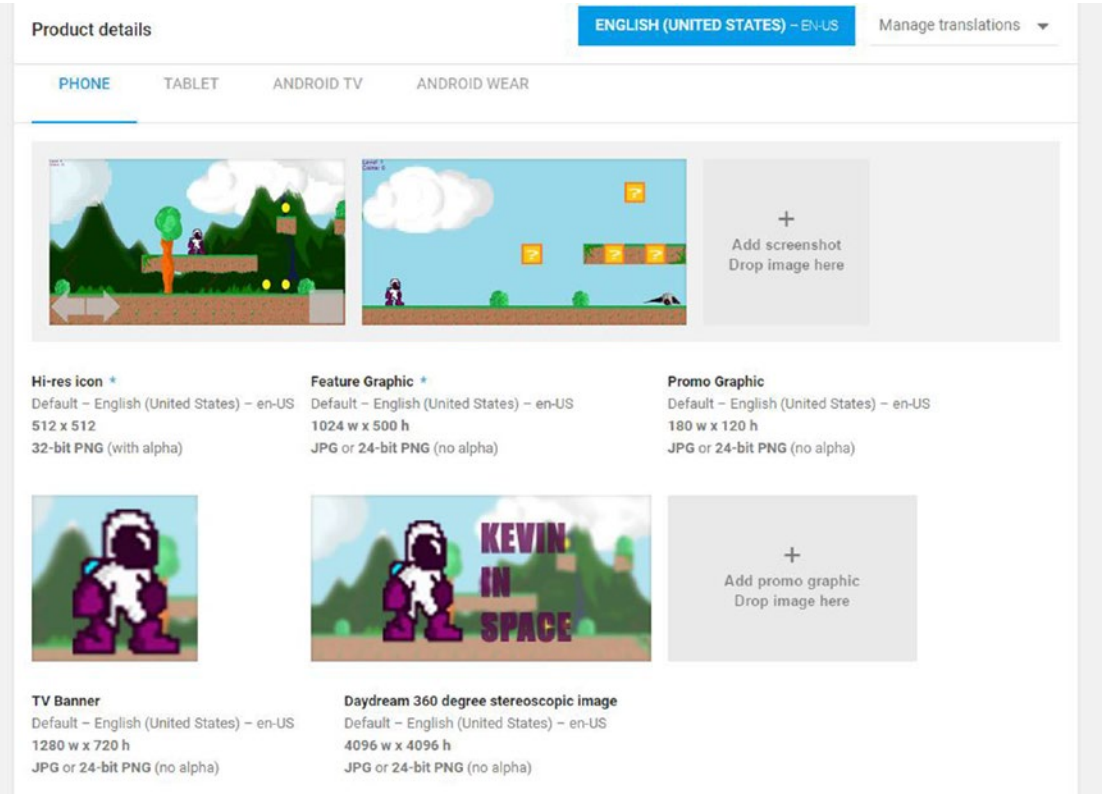 Product details
ENGLISH (UNITED STATES) – EN-US
Manage translations
PHONE
TABLET
ANDROID TV
ANDROID WEAR
Level: 1
+
Add screenshot
Drop image here
Hi-res icon *
Default – English (United States) – en-US
512 x 512
32-bit PNG (with alpha)
Feature Graphic *
Default – English (United States) – en-US
1024 w x 500 h
JPG or 24-bit PNG (no alpha)
Promo Graphic
Default – English (United States) – en-US
180 w x 120 h
JPG or 24-bit PNG (no alpha)
KEVIN
IN
SPACE
+
Add promo graphic
Drop image here
TV Banner
Default – English (United States) – en-US
1280 w x 720 h
JPG or 24-bit PNG (no alpha)
Daydream 360 degree stereoscopic image
Default – English (United States) – en-US
4096 w x 4096 h
JPG or 24-bit PNG (no alpha)